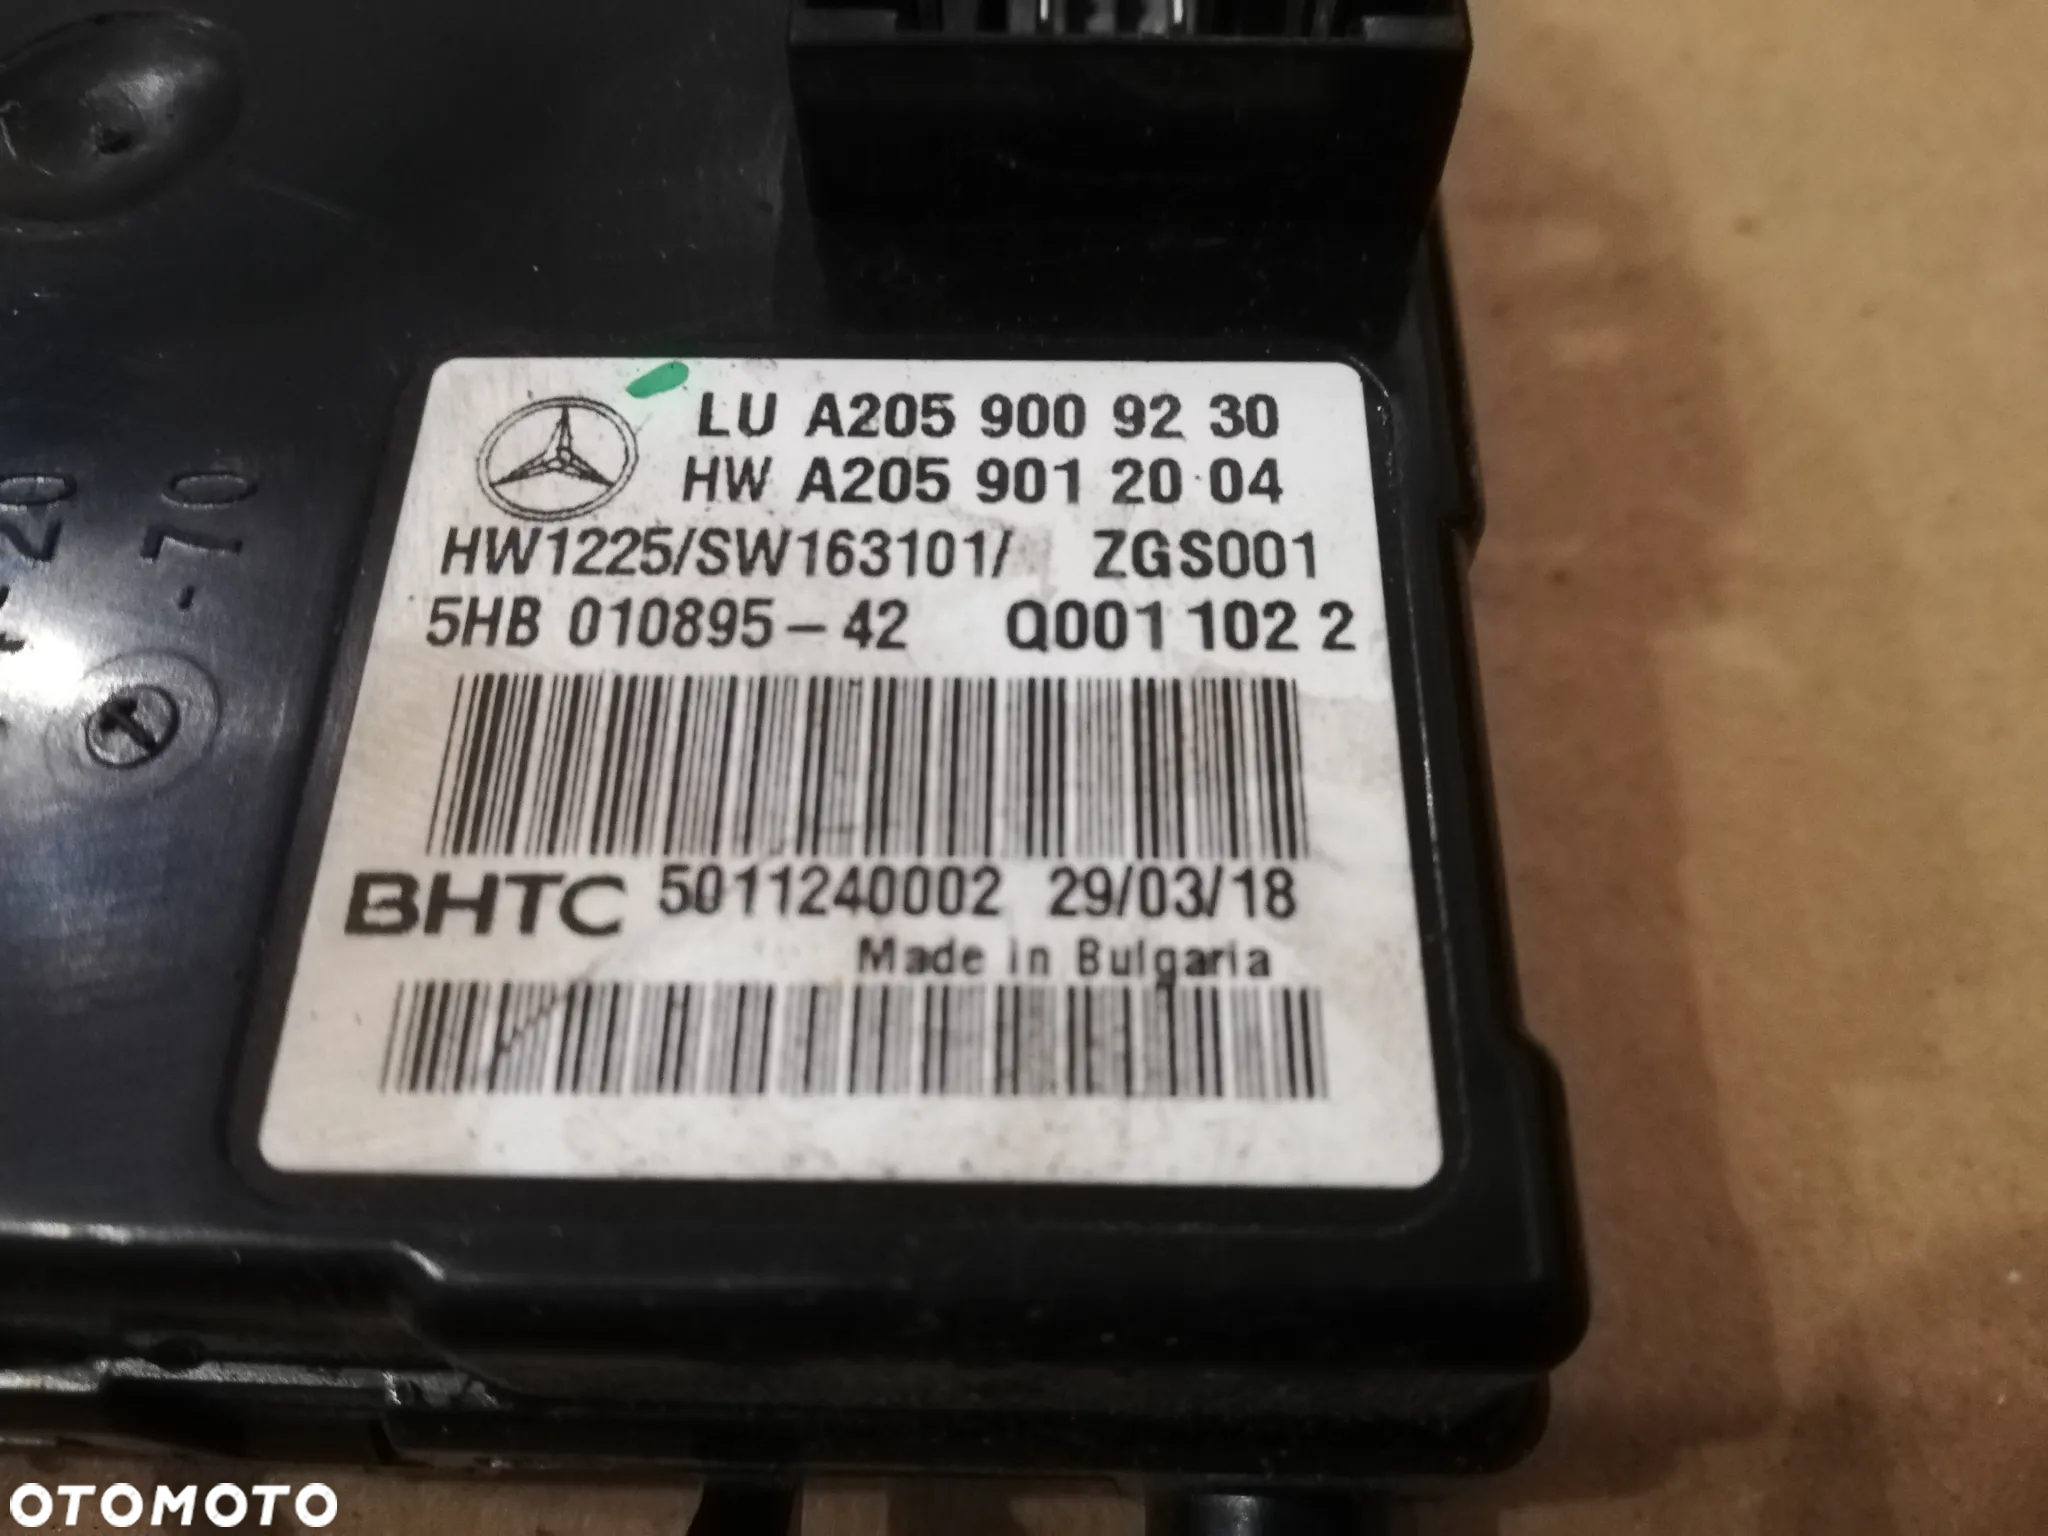 LU A205 900 92 30
HW A205 901 20 04
HW1225/SW163101/ ZGS001
5HB 010895-42 Q001 102 2
BHTC 5011240002 29/03/18
Made in Bulgaria
-70
OTOMOTO